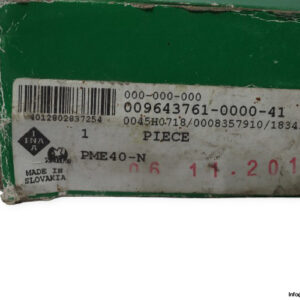 000-000-000
009643761-0000-41
4012802837254
0045H0718/0008357910/1834
INA
1 PIECE
PME40-N
06.11.201
MADE IN
SLOVAKIA